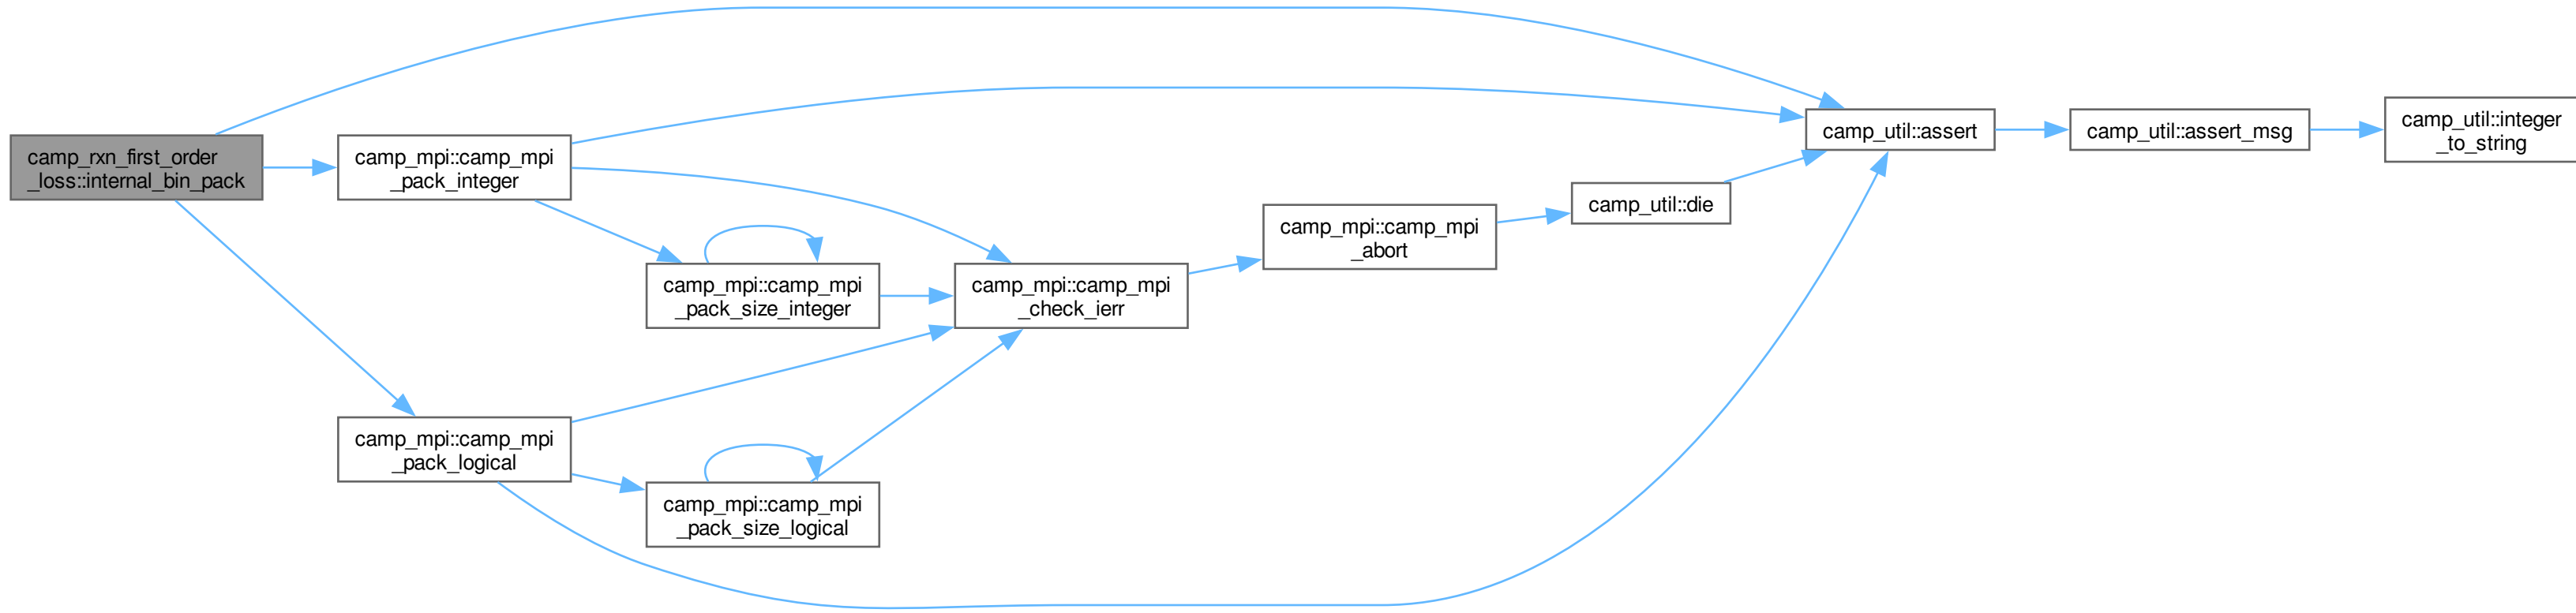 camp_rxn_first_order
_loss::internal_bin_pack
camp_mpi::camp_mpi
_pack_integer
camp_mpi::camp_mpi
_pack_size_integer
camp_mpi::camp_mpi
_check_ierr
camp_mpi::camp_mpi
_abort
camp_util::die
camp_util::assert
camp_util::assert_msg
camp_util::integer
_to_string
camp_mpi::camp_mpi
_pack_logical
camp_mpi::camp_mpi
_pack_size_logical